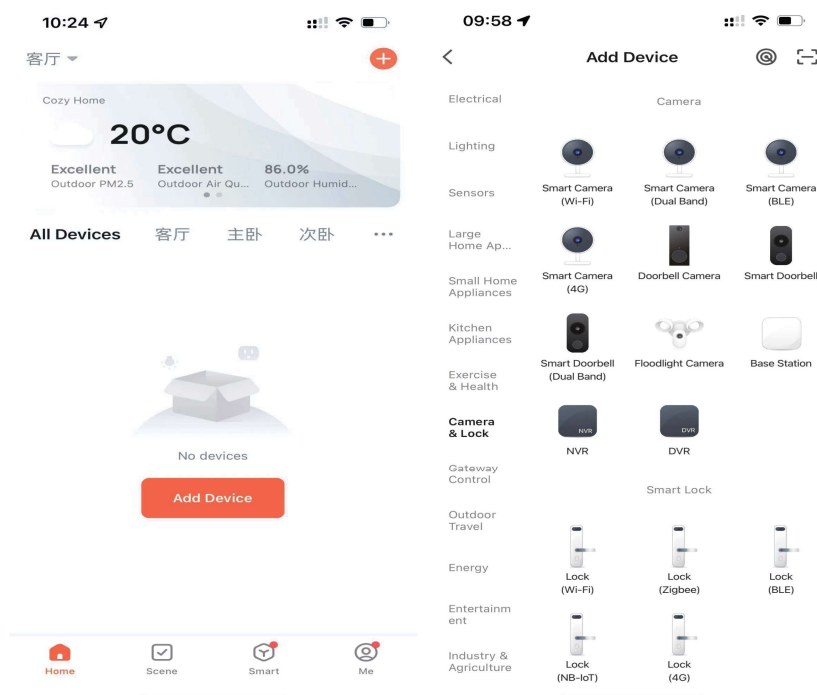 10:24
客厅
Cozy Home
20°C
Excellent Excellent 86.0%
Outdoor PM2.5 Outdoor Air Qu... Outdoor Humid...
All Devices 客厅 主卧 次卧 ...
No devices
Add Device
Home Scene Smart Me
09:58
Add Device
Electrical
Lighting
Sensors
Large
Home Ap...
Small Home
Appliances
Kitchen
Appliances
Exercise
& Health
Camera
& Lock
Gateway
Control
Outdoor
Travel
Energy
Entertainm
ent
Industry &
Agriculture
Camera
Smart Camera Smart Camera Smart Camera
(Wi-Fi) (Dual Band) (BLE)
Smart Camera Doorbell Camera Smart Doorbell
(4G)
Smart Doorbell Floodlight Camera Base Station
(Dual Band)
NVR DVR
NVR DVR
Smart Lock
Lock Lock Lock
(Wi-Fi) (Zigbee) (BLE)
Lock Lock
(NB-IoT) (4G)